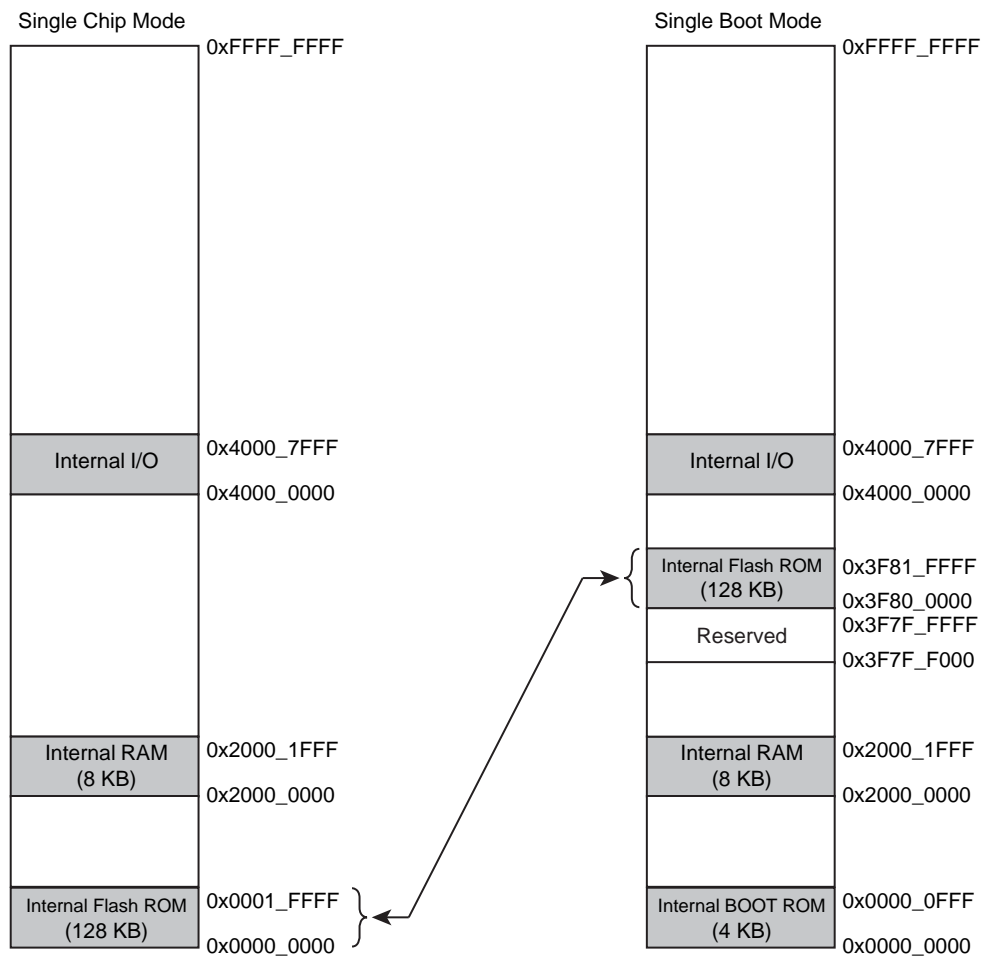 Single Chip Mode
0xFFFF_FFFF
Internal I/O
0x4000_7FFF
0x4000_0000
Internal RAM
(8 KB)
0x2000_1FFF
0x2000_0000
Internal Flash ROM
(128 KB)
0x0001_FFFF
0x0000_0000
Single Boot Mode
0xFFFF_FFFF
Internal I/O
0x4000_7FFF
0x4000_0000
Internal Flash ROM
(128 KB)
0x3F81_FFFF
0x3F80_0000
Reserved
0x3F7F_FFFF
0x3F7F_F000
Internal RAM
(8 KB)
0x2000_1FFF
0x2000_0000
Internal BOOT ROM
(4 KB)
0x0000_0FFF
0x0000_0000